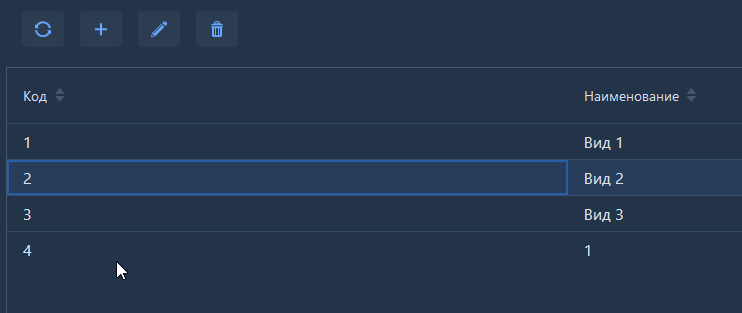 Код Наименование
1 Вид 1
2 Вид 2
3 Вид 3
4 1